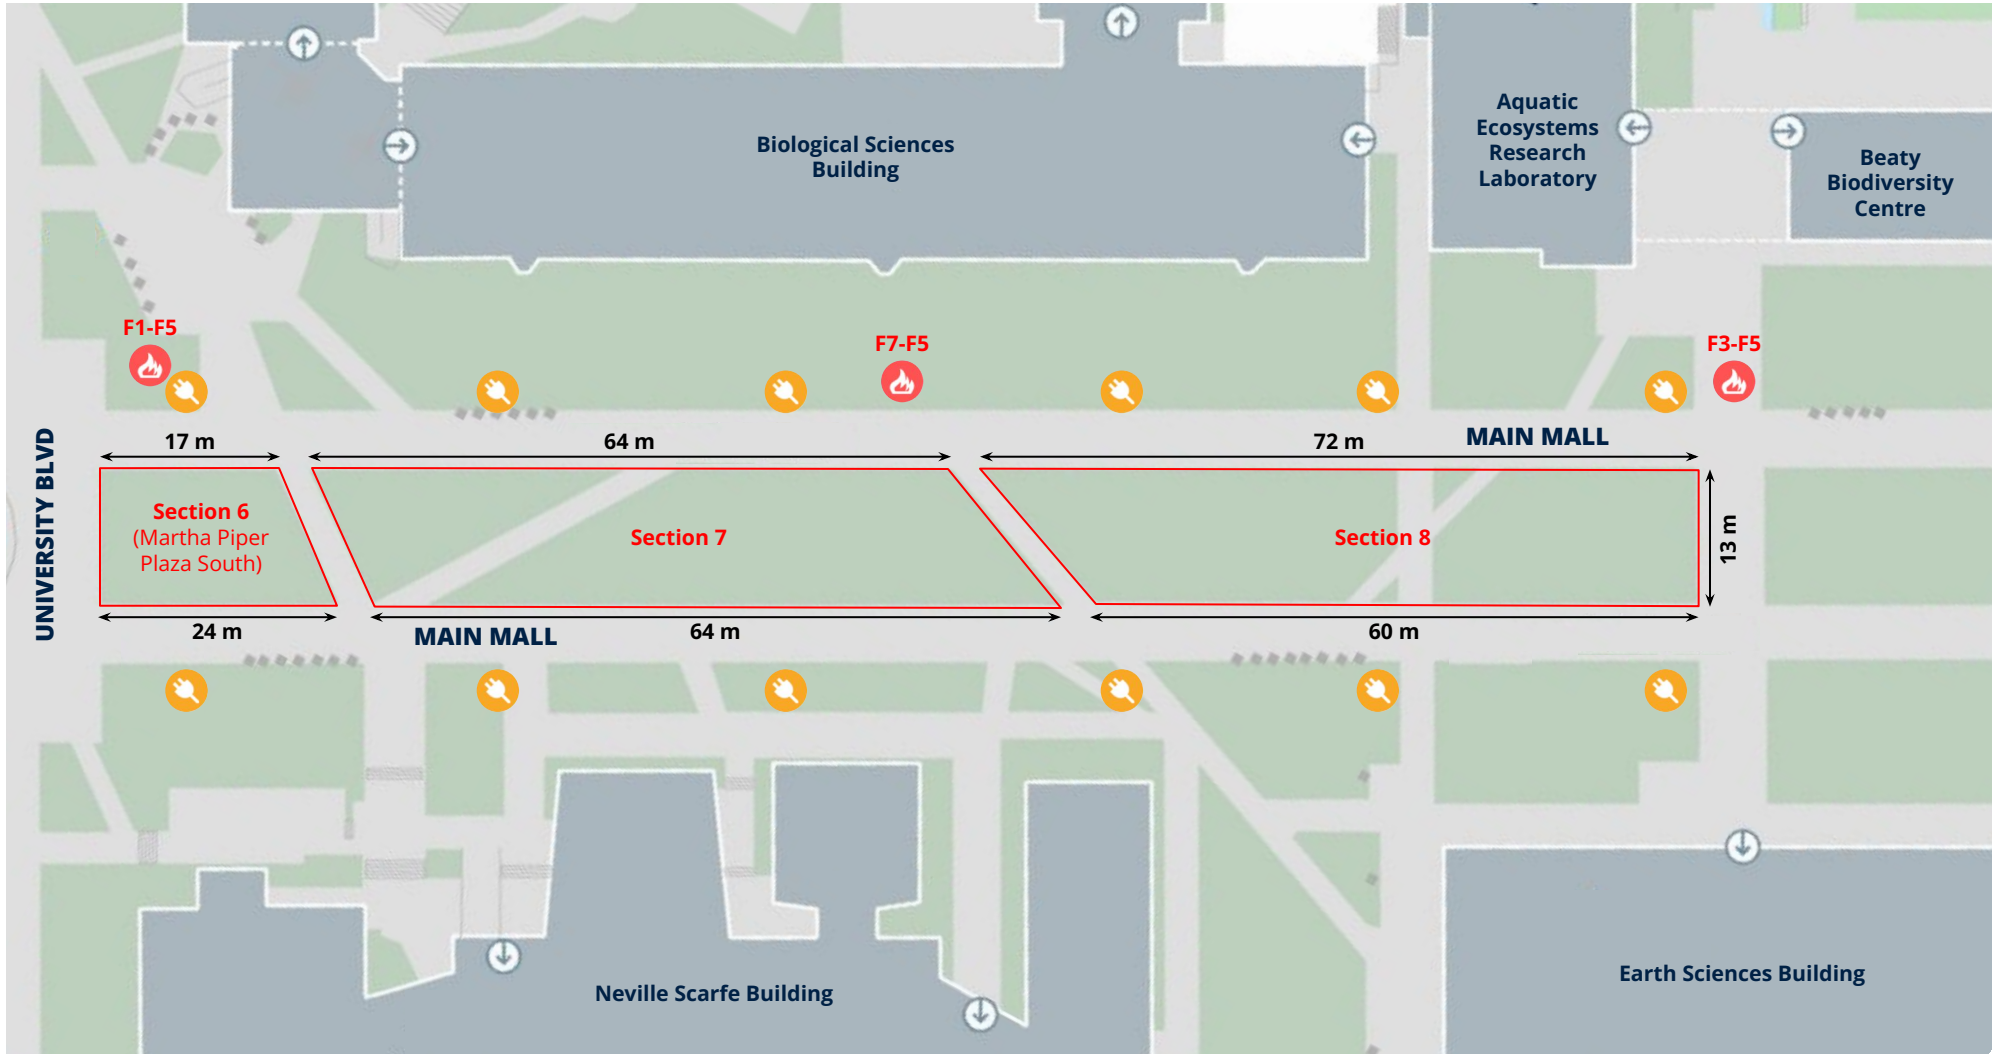 Biological Sciences
Building
Aquatic
Ecosystems
Research
Laboratory
Beaty
Biodiversity
Centre
F1-F5
F7-F5
F3-F5
17 m
64 m
72 m
MAIN MALL
UNIVERSITY BLVD
Section 6
(Martha Piper
Plaza South)
Section 7
Section 8
13 m
24 m
MAIN MALL
64 m
60 m
Neville Scarfe Building
Earth Sciences Building